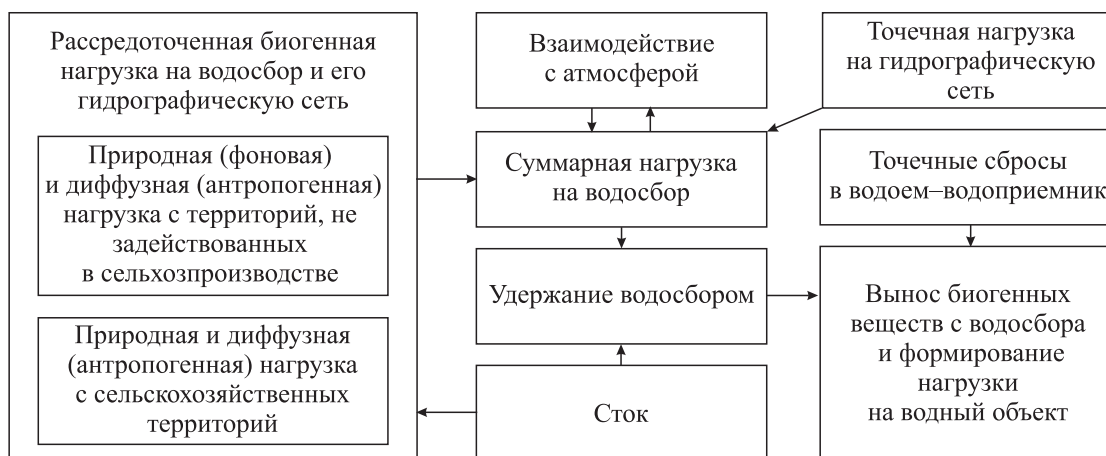 Рассредоточенная биогенная
нагрузка на водосбор и его
гидрографическую сеть
Природная (фоновая)
и диффузная (антропогенная)
нагрузка с территорий, не
задействованных
в сельхозпроизводстве
Природная и диффузная
(антропогенная) нагрузка
с сельскохозяйственных
территорий
Взаимодействие
с атмосферой
Суммарная нагрузка
на водосбор
Удержание водосбором
Сток
Точечная нагрузка
на гидрографическую
сеть
Точечные сбросы
в водоем–водоприемник
Вынос биогенных
веществ с водосбора
и формирование
нагрузки
на водный объект